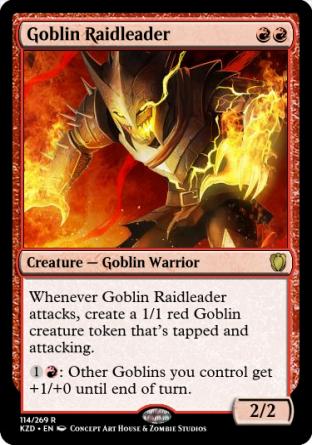 Goblin Raidleader
Creature — Goblin Warrior
Whenever Goblin Raidleader
attacks, create a 1/1 red Goblin
creature token that's tapped and
attacking.
1 R: Other Goblins you control get
+1/+0 until end of turn.
2/2
114/269 R
KZD • EN Concept Art House & Zombie Studios